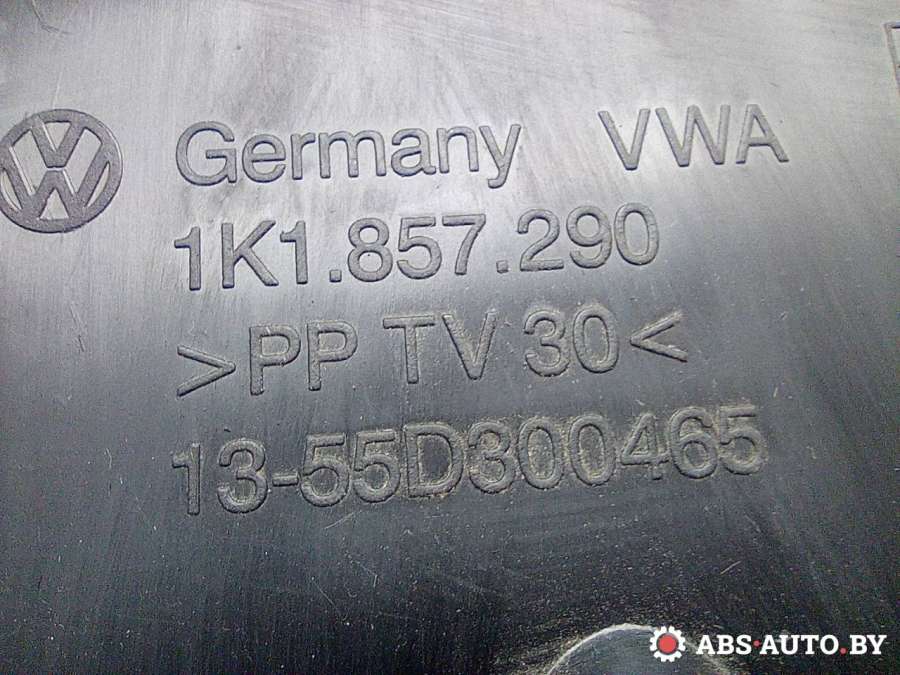 Germany VWA
1K1.857.290
>PP TV 30<
13-55D300465
ABS-AUTO.BY